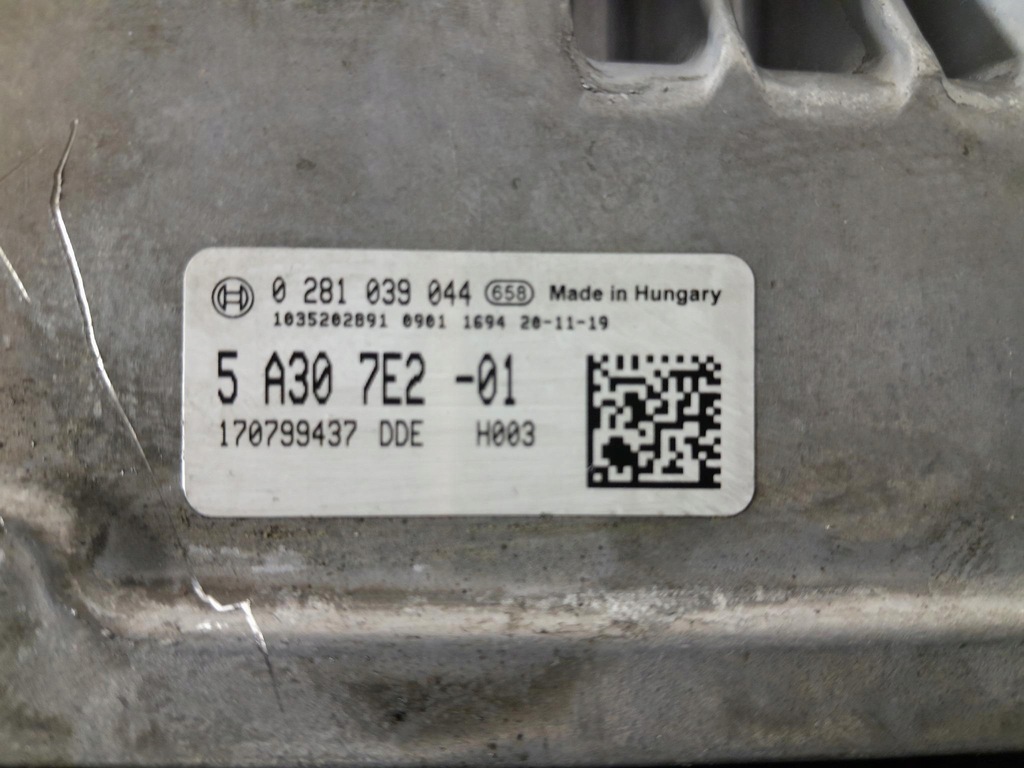 0 281 039 044 658 Made in Hungary
1035202891 0901 1694 20-11-19
5 A30 7E2 -01
170799437 DDE H003